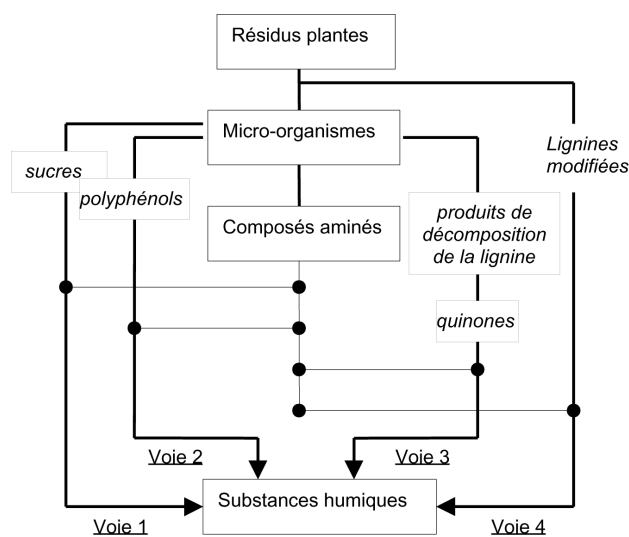 Résidus plantes
Micro-organismes
Lignines
modifiées
sucres
polyphénols
Composés aminés
produits de
décomposition
de la lignine
quinones
Voie 2
Voie 3
Substances humiques
Voie 1
Voie 4